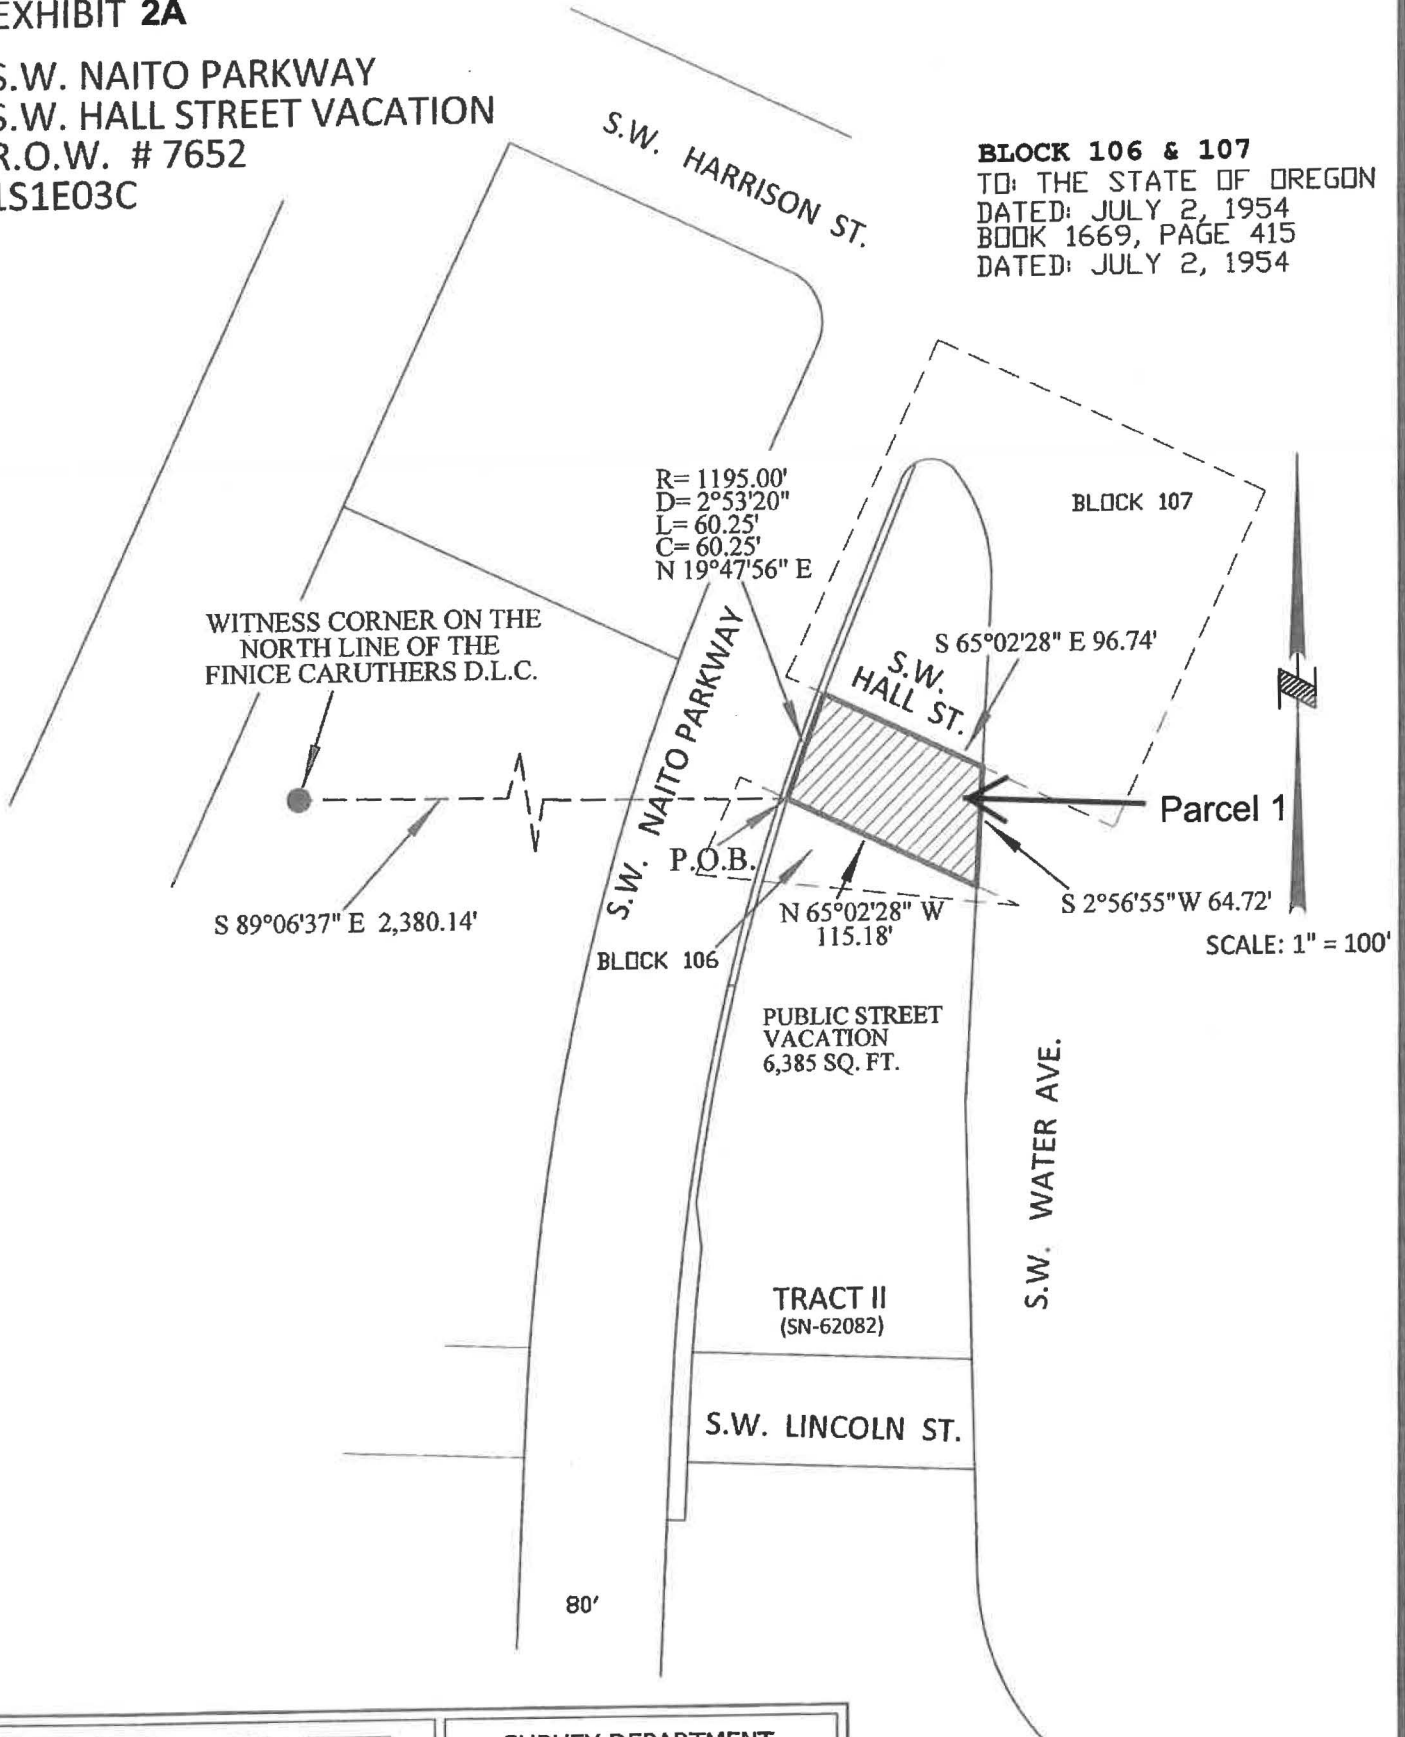 EXHIBIT 2A
S.W. NAITO PARKWAY
S.W. HALL STREET VACATION
R.O.W. # 7652
1S1E03C
S.W. HARRISON ST.
BLOCK 106 & 107
TO: THE STATE OF OREGON
DATED: JULY 2, 1954
BOOK 1669, PAGE 415
DATED: JULY 2, 1954
R= 1195.00'
D= 2°53'20"
L= 60.25'
C= 60.25'
N 19°47'56" E
BLOCK 107
WITNESS CORNER ON THE
NORTH LINE OF THE
FINICE CARUTHERS D.L.C.
S 65°02'28" E 96.74'
S.W.
HALL ST.
S.W. NAITO PARKWAY
Parcel 1
P.O.B.
S 89°06'37" E 2,380.14'
N 65°02'28" W
115.18'
S 2°56'55"W 64.72'
SCALE: 1" = 100'
BLOCK 106
PUBLIC STREET
VACATION
6,385 SQ. FT.
S.W. WATER AVE.
TRACT II
(SN-62082)
S.W. LINCOLN ST.
80'
SURVEY DEPARTMENT